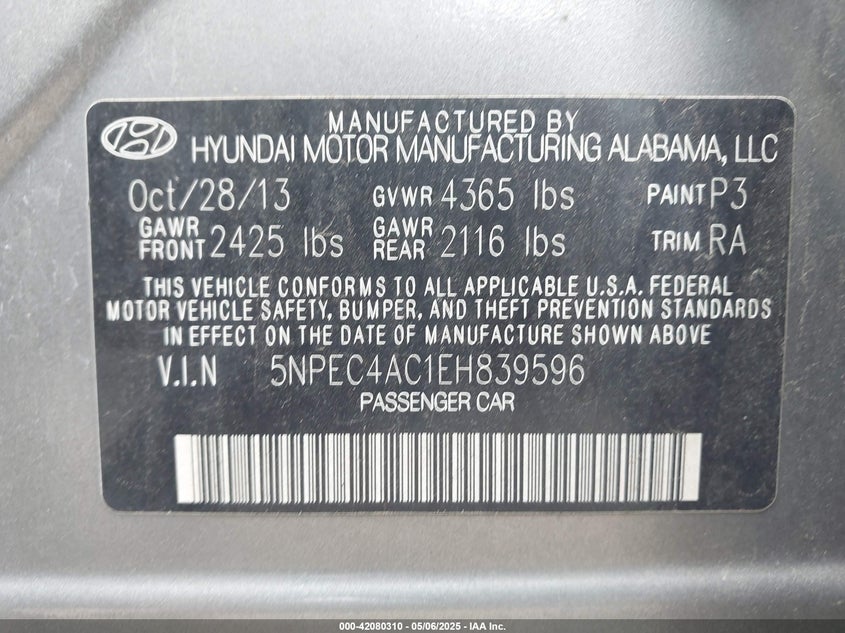 MANUFACTURED BY
HYUNDAI MOTOR MANUFACTURING ALABAMA, LLC
Oct/28/13 GVWR 4365 lbs PAINT P3
GAWR FRONT 2425 lbs GAWR REAR 2116 lbs TRIM RA
THIS VEHICLE CONFORMS TO ALL APPLICABLE U.S.A. FEDERAL
MOTOR VEHICLE SAFETY, BUMPER, AND THEFT PREVENTION STANDARDS
IN EFFECT ON THE DATE OF MANUFACTURE SHOWN ABOVE
V.I.N 5NPEC4AC1EH839596
PASSENGER CAR
000-42080310 - 05/06/2025 - IAA Inc.